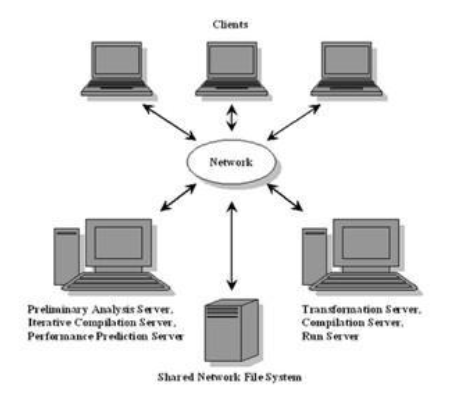 Clients
Network
Preliminary Analysis Server,
Iterative Compilation Server,
Performance Prediction Server
Transformation Server,
Compilation Server,
Run Server
Shared Network File System